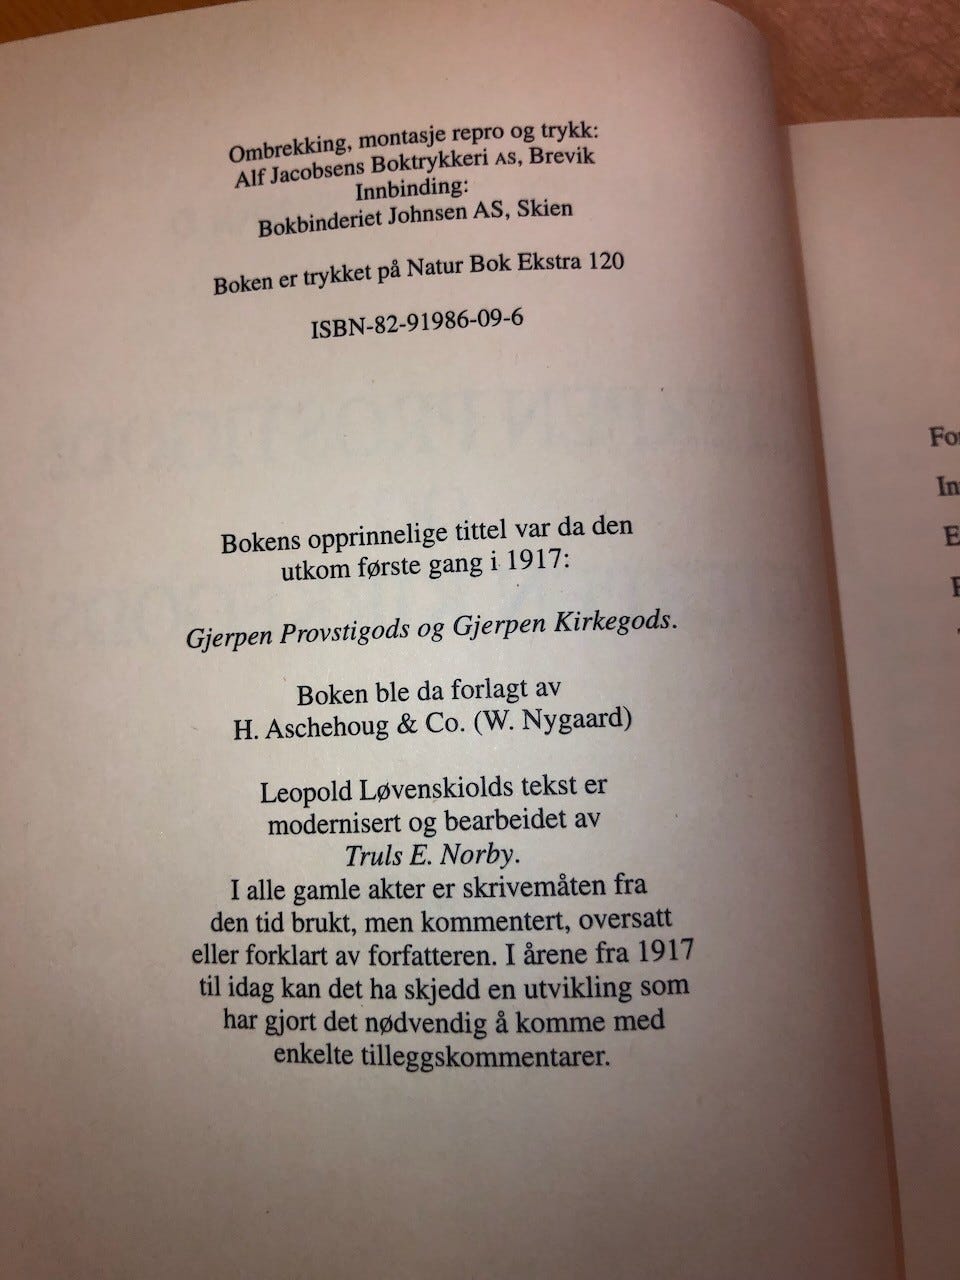 Ombrekking, montasje repro og trykk:
Alf Jacobsens Boktrykkeri AS, Brevik
Innbinding:
Bokbinderiet Johnsen AS, Skien
Boken er trykket på Natur Bok Ekstra 120
ISBN-82-91986-09-6
Bokens opprinnelige tittel var da den
utkom første gang i 1917:
Gjerpen Provstigods og Gjerpen Kirkegods.
Boken ble da forlagt av
H. Aschehoug & Co. (W. Nygaard)
Leopold Løvenskiolds tekst er
modernisert og bearbeidet av
Truls E. Norby.
I alle gamle akter er skrivemåten fra
den tid brukt, men kommentert, oversatt
eller forklart av forfatteren. I årene fra 1917
til idag kan det ha skjedd en utvikling som
har gjort det nødvendig å komme med
enkelte tilleggskommentarer.